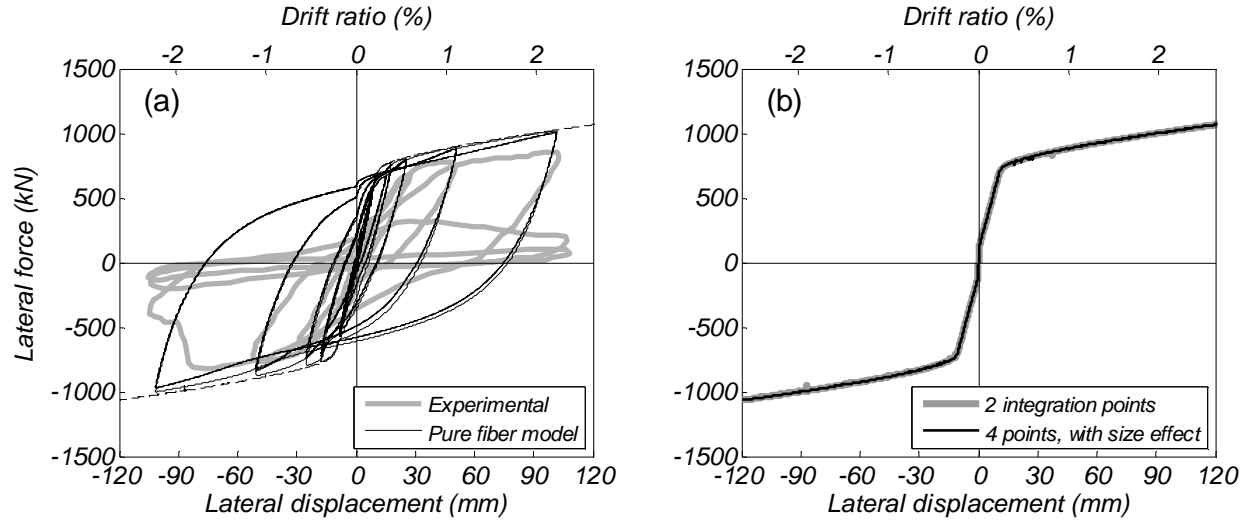 Drift ratio (%)
-2 -1 0 1 2
1500
1000
500
0
-500
-1000
-1500
Lateral force (kN)
(a)
Experimental
Pure fiber model
-120 -90 -60 -30 0 30 60 90 120
Lateral displacement (mm)
Drift ratio (%)
-2 -1 0 1 2
1500
1000
500
0
-500
-1000
-1500
(b)
2 integration points
4 points, with size effect
-120 -90 -60 -30 0 30 60 90 120
Lateral displacement (mm)